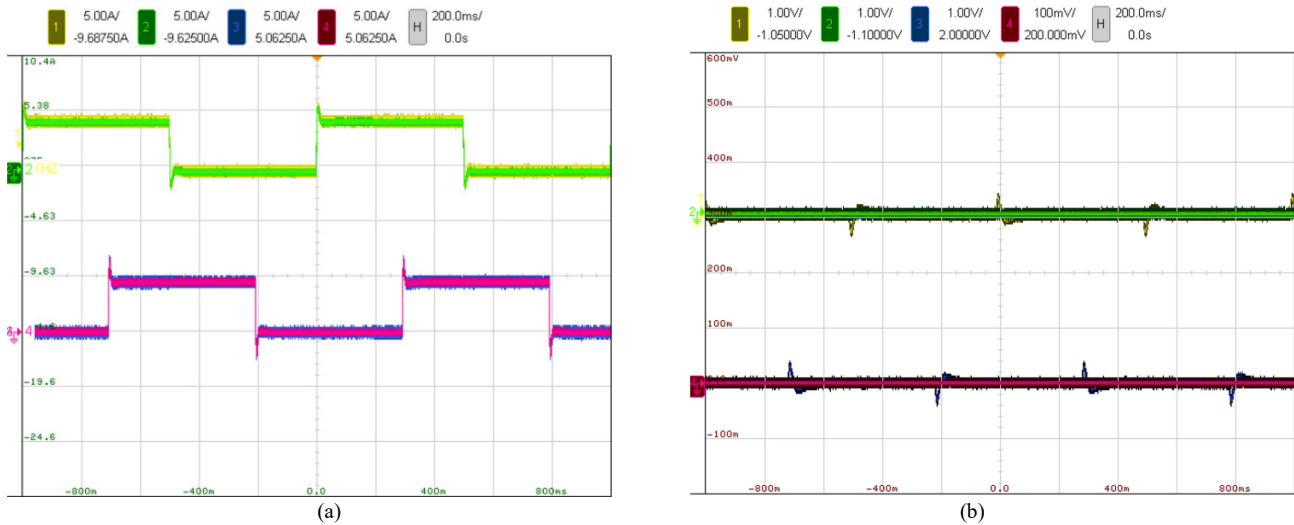 1 5.00A/ -9.68750A 2 5.00A/ -9.62500A 3 5.00A/ 5.06250A 4 5.00A/ 5.06250A H 200.0ms/ 0.0s
10.4A
5.38
-4.63
-9.63
4
-19.6
-24.6
-800m -400m 0.0 400m 800ms
(a)
1 1.00V/ -1.05000V 2 1.00V/ -1.10000V 3 1.00V/ 2.00000V 4 100mV/ 200.000mV H 200.0ms/ 0.0s
600mV
500m
400m
2 300m
200m
100m
-100m
-800m -400m 0.0 400m 800ms
(b)